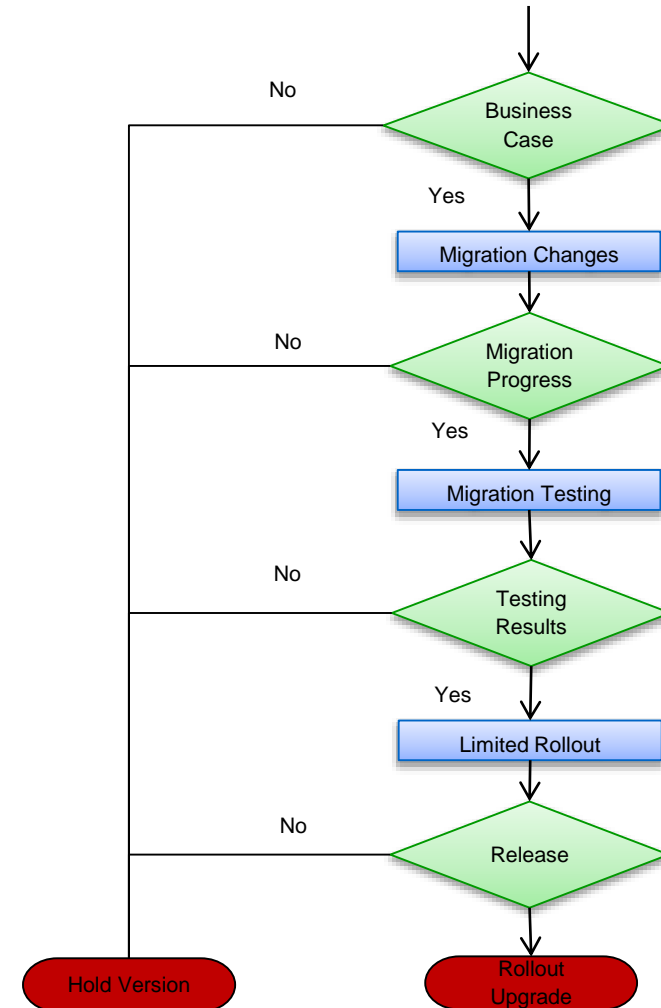 No
Business
Case
Yes
Migration Changes
No
Migration
Progress
Yes
Migration Testing
No
Testing
Results
Yes
Limited Rollout
No
Release
Hold Version
Rollout
Upgrade